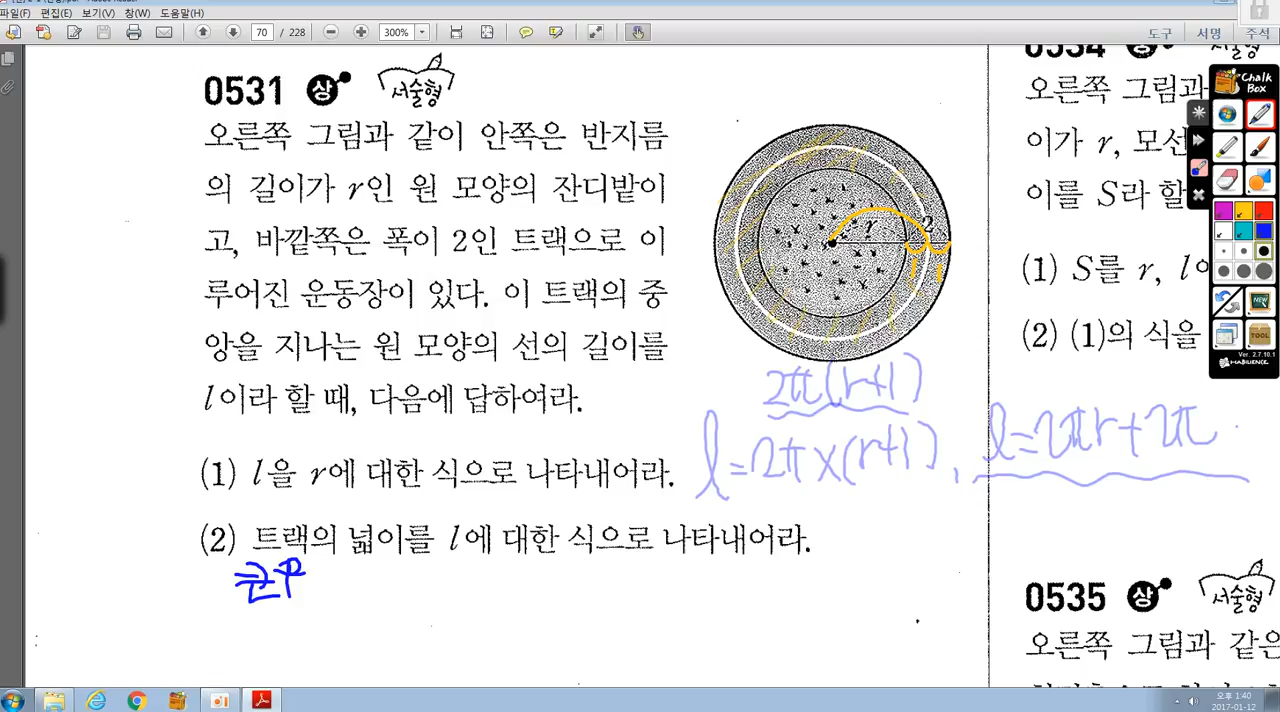 파일(F) 편집(E) 보기(V) 창(W) 도움말(H)
70 / 228
300%
도구 서명 주석
0531 상 서술형
오른쪽 그림과 같이 안쪽은 반지름
의 길이가 r인 원 모양의 잔디밭이
고, 바깥쪽은 폭이 2인 트랙으로 이
루어진 운동장이 있다. 이 트랙의 중
앙을 지나는 원 모양의 선의 길이를
l이라 할 때, 다음에 답하여라.
r 2
1 1
2π(r+1)
l=2π×(r+1), l=2πr+2π
(1) l을 r에 대한 식으로 나타내어라.
(2) 트랙의 넓이를 l에 대한 식으로 나타내어라.
0534 상 서술형
오른쪽 그림과
이가 r, 모선
이를 S라 할
(1) S를 r, l
(2) (1)의 식을
0535 상 서술형
오른쪽 그림과 같은
Chalk
Box
NEW
TOOL
Ver. 2.7.10.1
HABILIENCE
오후 1:40
2017-01-12